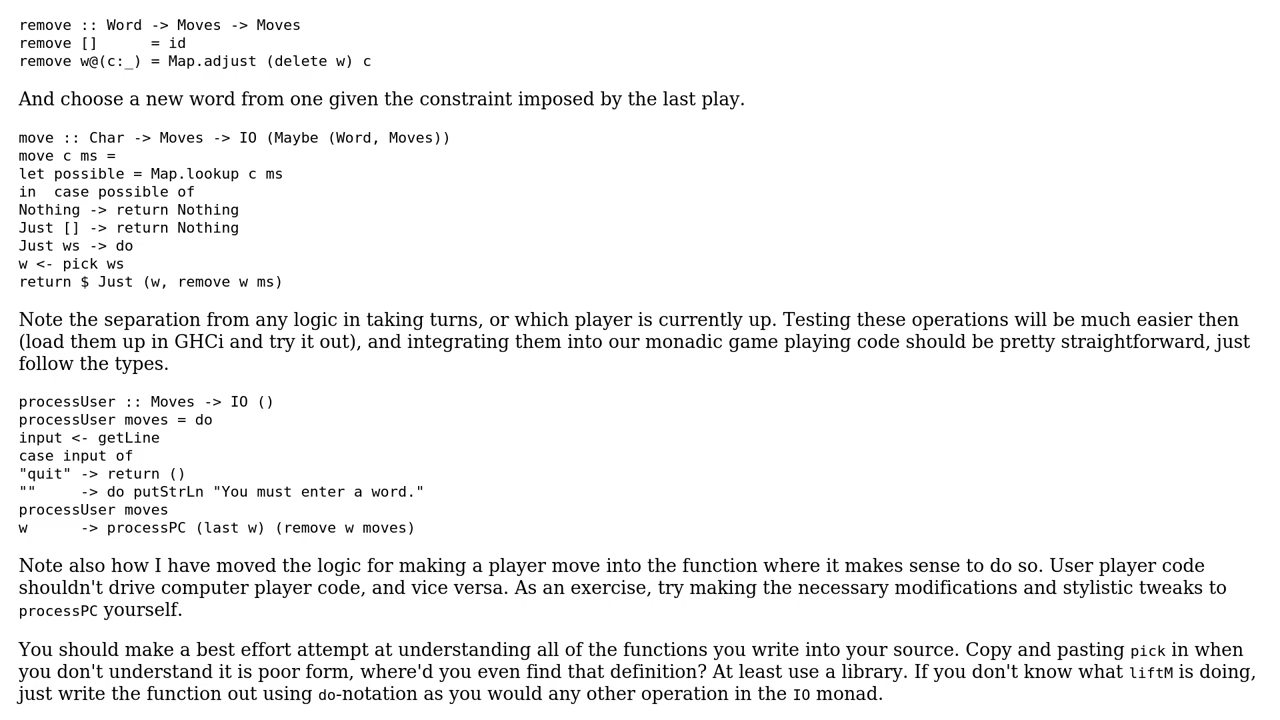 remove :: Word -> Moves -> Moves
remove []      = id
remove w@(c:_) = Map.adjust (delete w) c
And choose a new word from one given the constraint imposed by the last play.
move :: Char -> Moves -> IO (Maybe (Word, Moves))
move c ms =
let possible = Map.lookup c ms
in  case possible of
Nothing -> return Nothing
Just [] -> return Nothing
Just ws -> do
w <- pick ws
return $ Just (w, remove w ms)
Note the separation from any logic in taking turns, or which player is currently up. Testing these operations will be much easier then
(load them up in GHCi and try it out), and integrating them into our monadic game playing code should be pretty straightforward, just
follow the types.
processUser :: Moves -> IO ()
processUser moves = do
input <- getLine
case input of
"quit" -> return ()
""     -> do putStrLn "You must enter a word."
processUser moves
w      -> processPC (last w) (remove w moves)
Note also how I have moved the logic for making a player move into the function where it makes sense to do so. User player code
shouldn't drive computer player code, and vice versa. As an exercise, try making the necessary modifications and stylistic tweaks to
processPC yourself.
You should make a best effort attempt at understanding all of the functions you write into your source. Copy and pasting pick in when
you don't understand it is poor form, where'd you even find that definition? At least use a library. If you don't know what liftM is doing,
just write the function out using do-notation as you would any other operation in the IO monad.